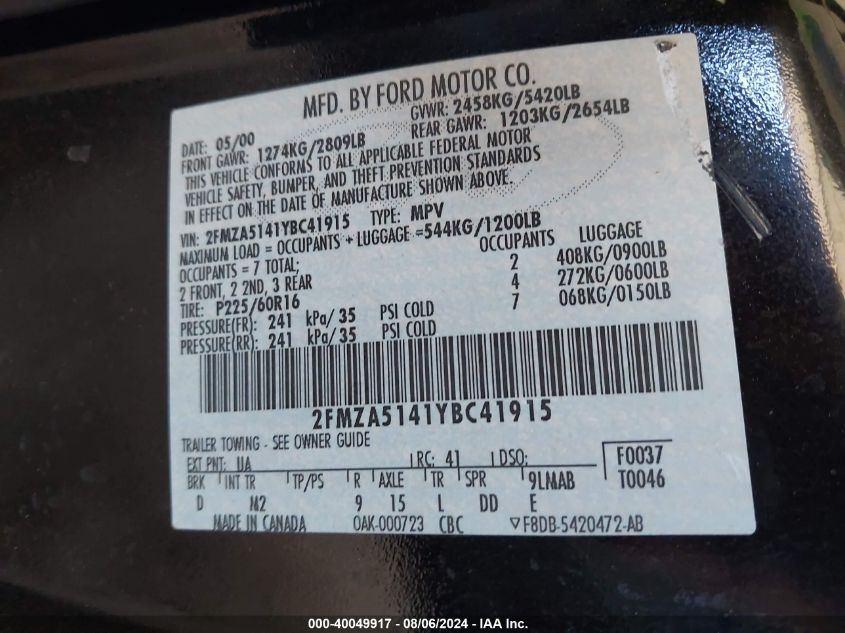 MFD. BY FORD MOTOR CO.
DATE: 05/00
GVWR: 2458KG/5420LB
FRONT GAWR: 1274KG/2809LB
REAR GAWR: 1203KG/2654LB
THIS VEHICLE CONFORMS TO ALL APPLICABLE FEDERAL MOTOR
VEHICLE SAFETY, BUMPER, AND THEFT PREVENTION STANDARDS
IN EFFECT ON THE DATE OF MANUFACTURE SHOWN ABOVE.
VIN: 2FMZA5141YBC41915 TYPE: MPV
MAXIMUM LOAD = OCCUPANTS + LUGGAGE =544KG/1200LB
OCCUPANTS = 7 TOTAL; OCCUPANTS LUGGAGE
2 FRONT, 2 2ND, 3 REAR 2 408KG/0900LB
TIRE: P225/60R16 4 272KG/0600LB
PRESSURE(FR): 241 kPa/ 35 PSI COLD 7 068KG/0150LB
PRESSURE(RR): 241 kPa/ 35 PSI COLD
2FMZA5141YBC41915
TRAILER TOWING - SEE OWNER GUIDE
EXT PNT: UA RC: 41 DSO: F0037
BRK INT TR TP/PS R AXLE TR SPR 9LMAB T0046
D M2 9 15 L DD E
MADE IN CANADA OAK-000723 CBC ▽F8DB-5420472-AB
000-40049917 - 08/06/2024 - IAA Inc.